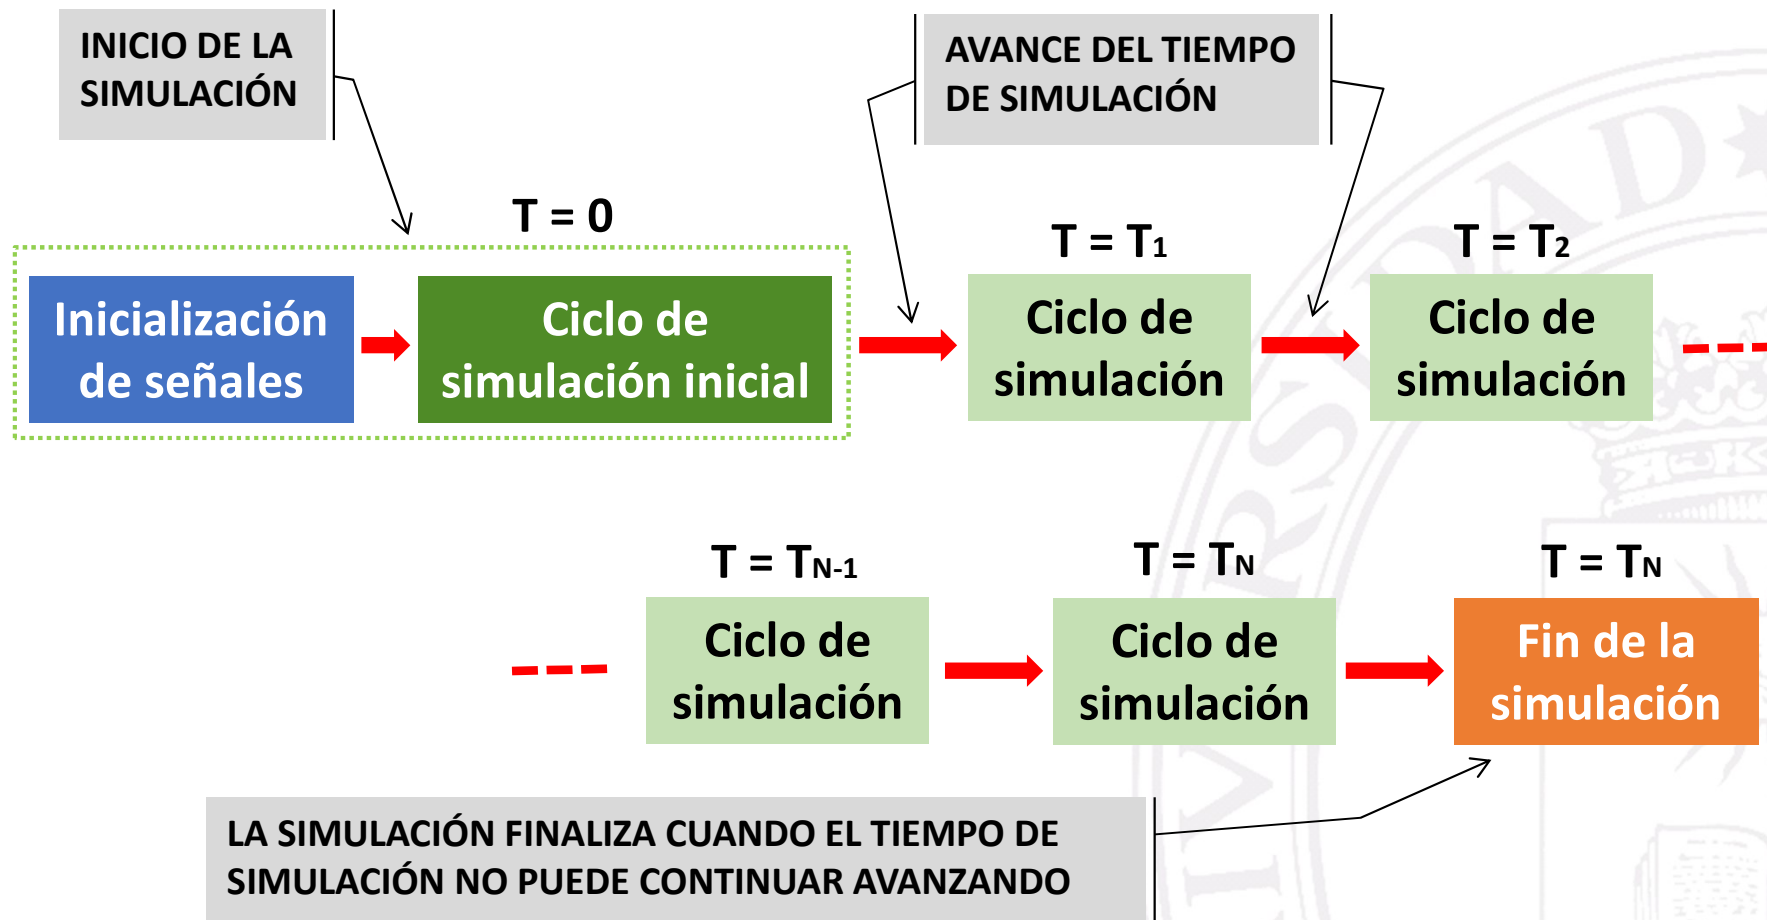 INICIO DE LA
SIMULACIÓN
AVANCE DEL TIEMPO
DE SIMULACIÓN
T = 0
T = T1
T = T2
Inicialización
de señales
Ciclo de
simulación inicial
Ciclo de
simulación
Ciclo de
simulación
T = TN-1
T = TN
T = TN
Ciclo de
simulación
Ciclo de
simulación
Fin de la
simulación
LA SIMULACIÓN FINALIZA CUANDO EL TIEMPO DE
SIMULACIÓN NO PUEDE CONTINUAR AVANZANDO